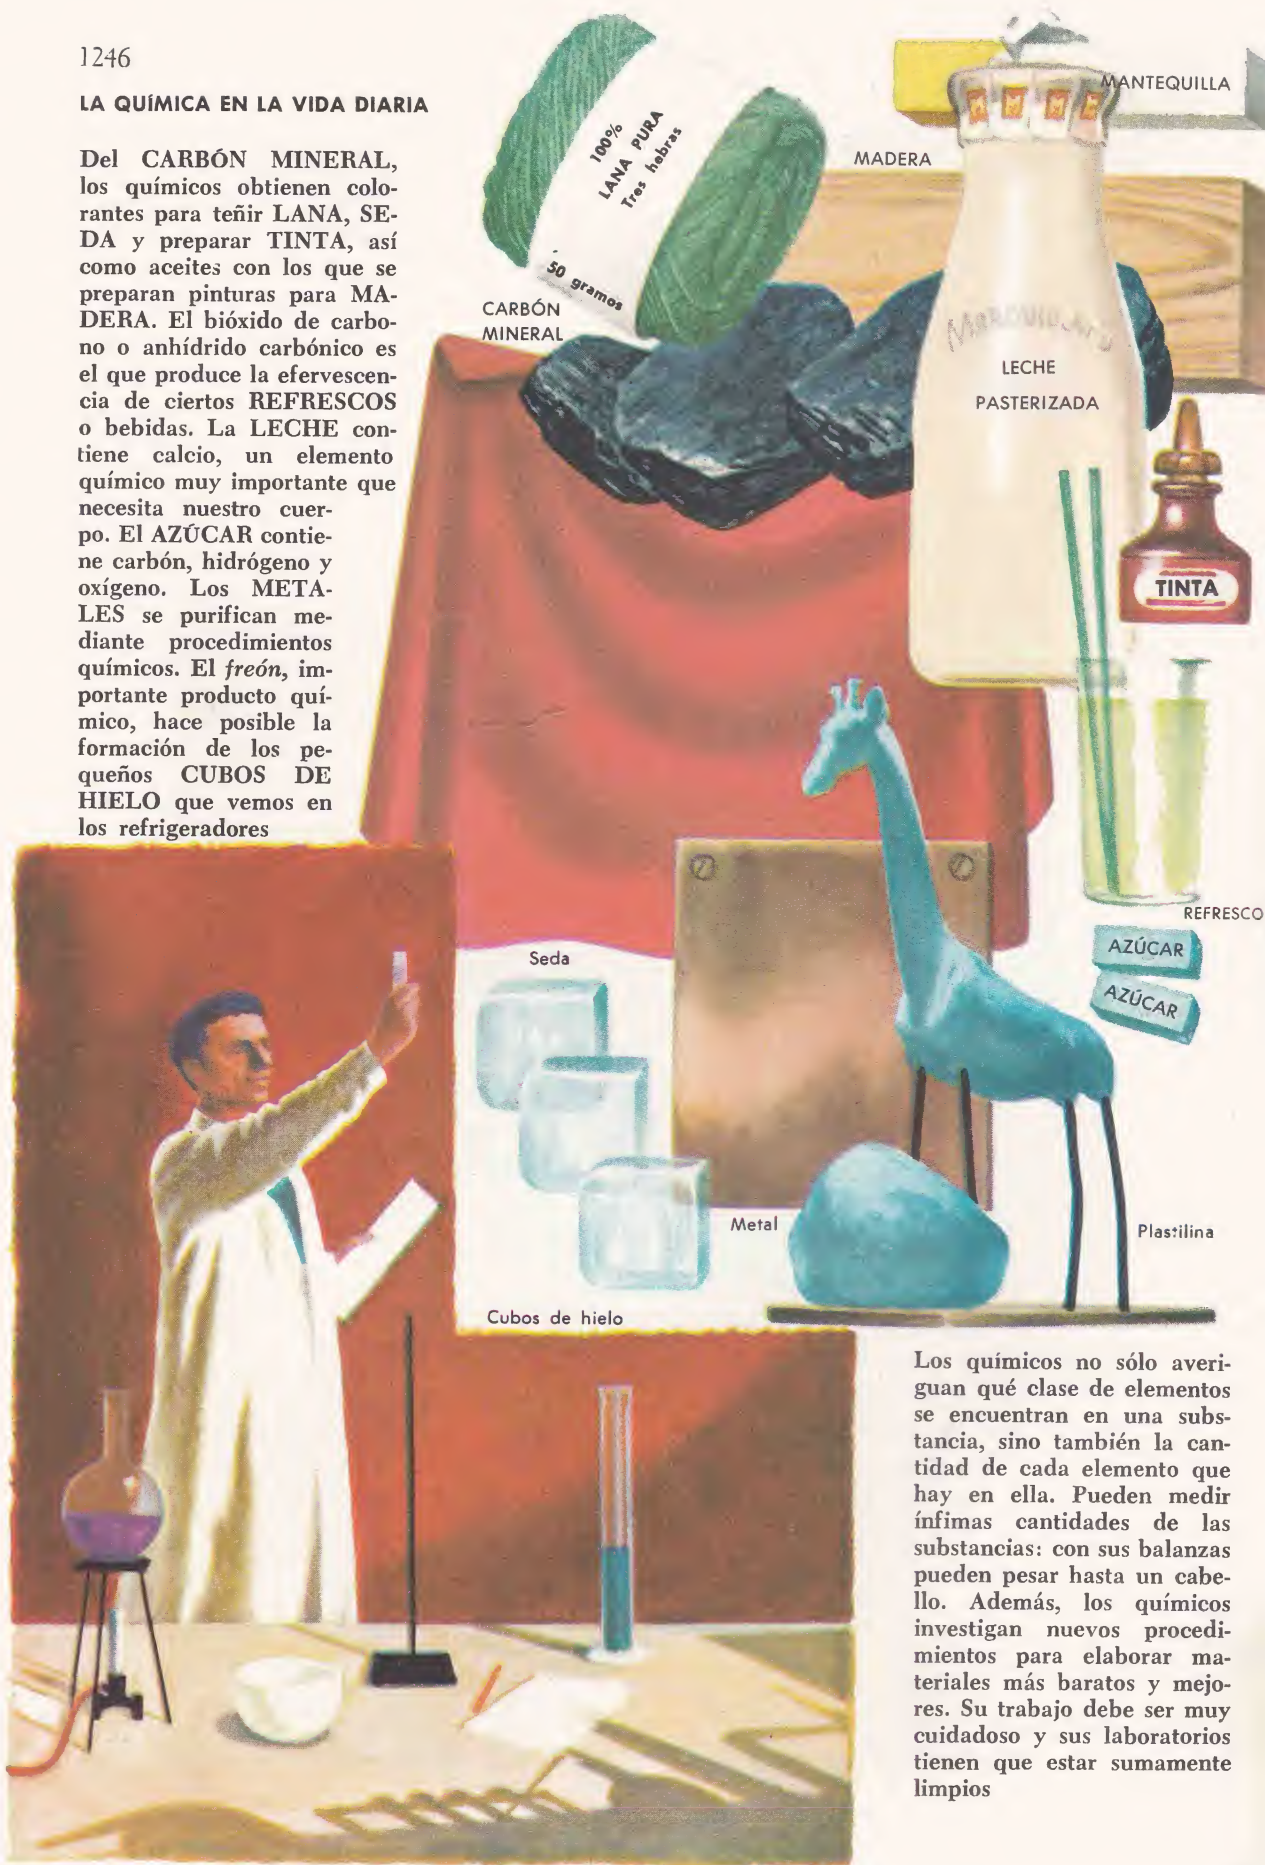 1246
LA QUÍMICA EN LA VIDA DIARIA
Del CARBÓN MINERAL,
los químicos obtienen colo-
rantes para teñir LANA, SE-
DA y preparar TINTA, así
como aceites con los que se
preparan pinturas para MA-
DERA. El bióxido de carbo-
no o anhídrido carbónico es
el que produce la efervescen-
cia de ciertos REFRESCOS
o bebidas. La LECHE con-
tiene calcio, un elemento
químico muy importante que
necesita nuestro cuer-
po. El AZÚCAR contie-
ne carbón, hidrógeno y
oxígeno. Los META-
LES se purifican me-
diante procedimientos
químicos. El freón, im-
portante producto quí-
mico, hace posible la
formación de los pe-
queños CUBOS DE
HIELO que vemos en
los refrigeradores
100%
LANA PURA
Tres hebras
50 gramos
CARBÓN
MINERAL
MANTEQUILLA
M M M
MADERA
LECHE
PASTERIZADA
TINTA
REFRESCO
AZÚCAR
AZÚCAR
Seda
Metal
Plastilina
Cubos de hielo
Los químicos no sólo averi-
guan qué clase de elementos
se encuentran en una subs-
tancia, sino también la can-
tidad de cada elemento que
hay en ella. Pueden medir
ínfimas cantidades de las
substancias: con sus balanzas
pueden pesar hasta un cabe-
llo. Además, los químicos
investigan nuevos procedi-
mientos para elaborar ma-
teriales más baratos y mejo-
res. Su trabajo debe ser muy
cuidadoso y sus laboratorios
tienen que estar sumamente
limpios